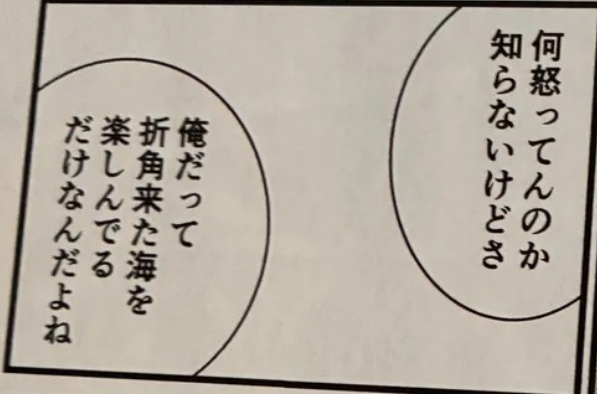 何怒ってんのか
知らないけどさ
俺だって
折角来た海を
楽しんでる
だけなんだよね